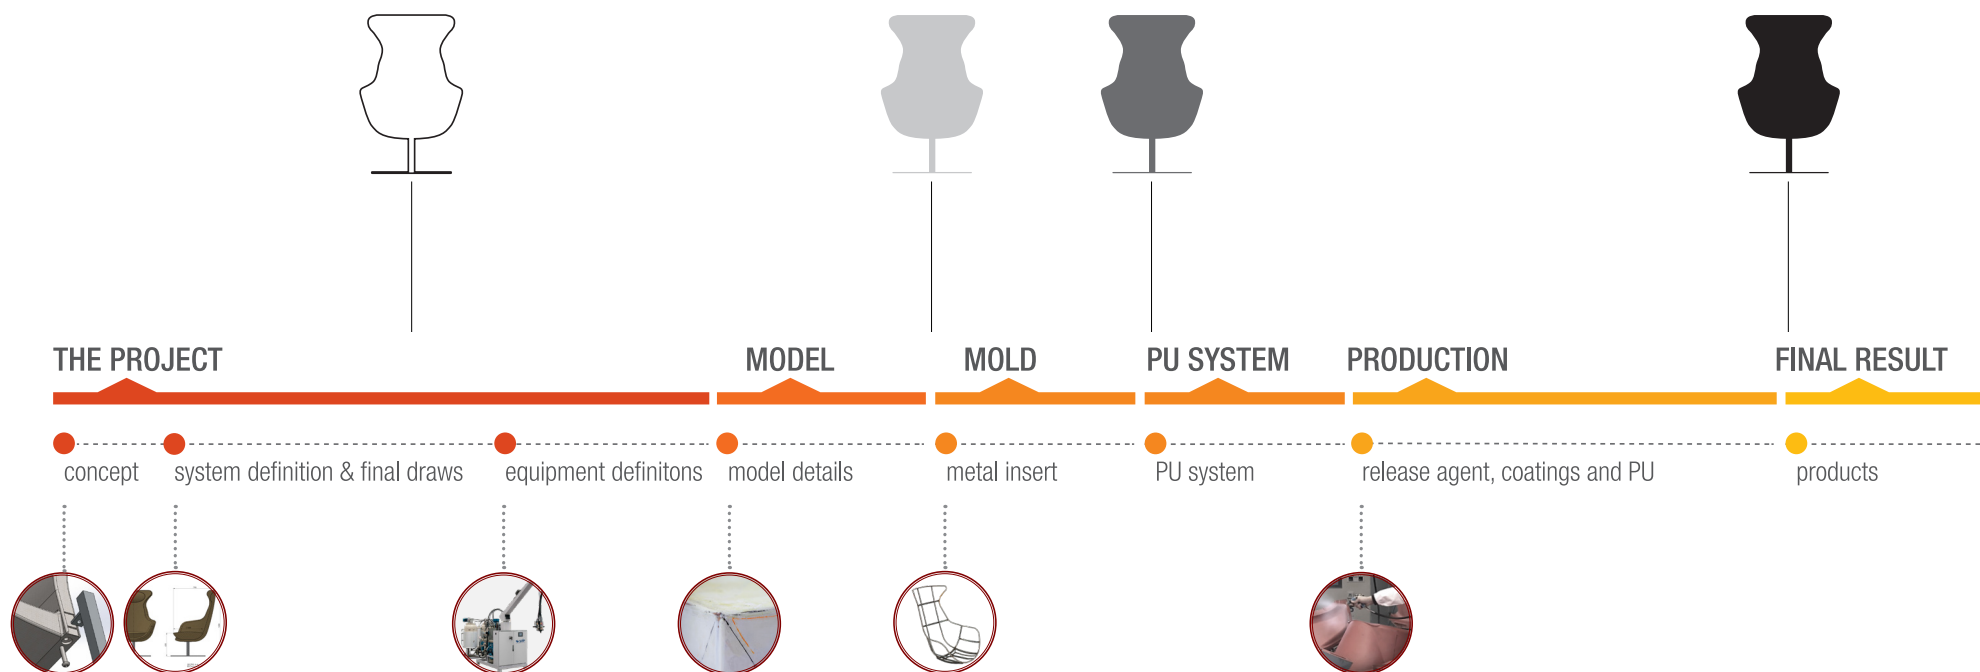 THE PROJECT
MODEL
MOLD
PU SYSTEM
PRODUCTION
FINAL RESULT
concept
system definition & final draws
equipment definitons
model details
metal insert
PU system
release agent, coatings and PU
products